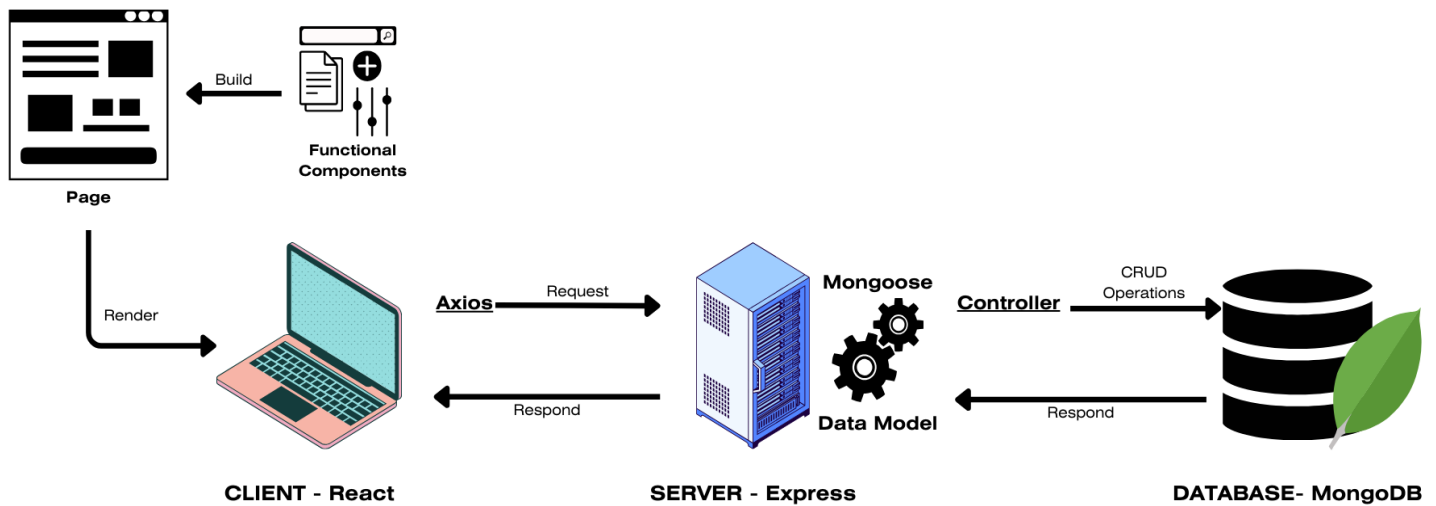 Build
Functional
Components
Page
Render
Axios
Request
Respond
Mongoose
Data Model
Controller
CRUD
Operations
Respond
CLIENT - React
SERVER - Express
DATABASE- MongoDB